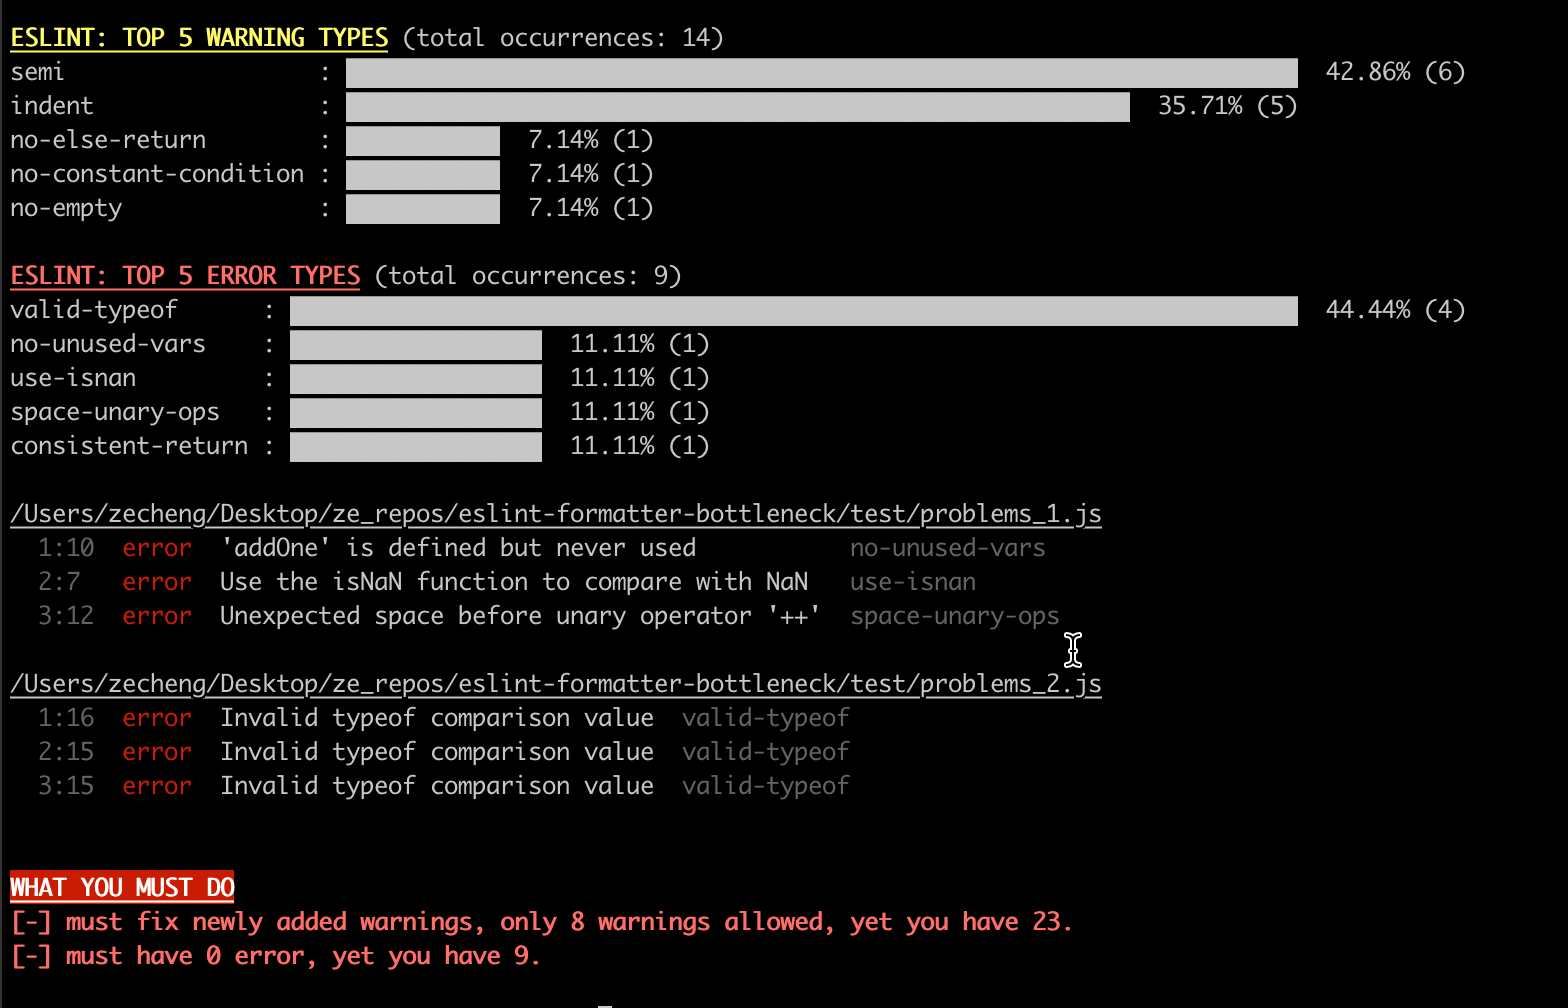 ESLINT: TOP 5 WARNING TYPES (total occurrences: 14)
semi : 42.86% (6)
indent : 35.71% (5)
no-else-return : 7.14% (1)
no-constant-condition : 7.14% (1)
no-empty : 7.14% (1)
ESLINT: TOP 5 ERROR TYPES (total occurrences: 9)
valid-typeof : 44.44% (4)
no-unused-vars : 11.11% (1)
use-isnan : 11.11% (1)
space-unary-ops : 11.11% (1)
consistent-return : 11.11% (1)
/Users/zecheng/Desktop/ze_repos/eslint-formatter-bottleneck/test/problems_1.js
1:10 error 'addOne' is defined but never used no-unused-vars
2:7 error Use the isNaN function to compare with NaN use-isnan
3:12 error Unexpected space before unary operator '++' space-unary-ops
/Users/zecheng/Desktop/ze_repos/eslint-formatter-bottleneck/test/problems_2.js
1:16 error Invalid typeof comparison value valid-typeof
2:15 error Invalid typeof comparison value valid-typeof
3:15 error Invalid typeof comparison value valid-typeof
WHAT YOU MUST DO
[-] must fix newly added warnings, only 8 warnings allowed, yet you have 23.
[-] must have 0 error, yet you have 9.